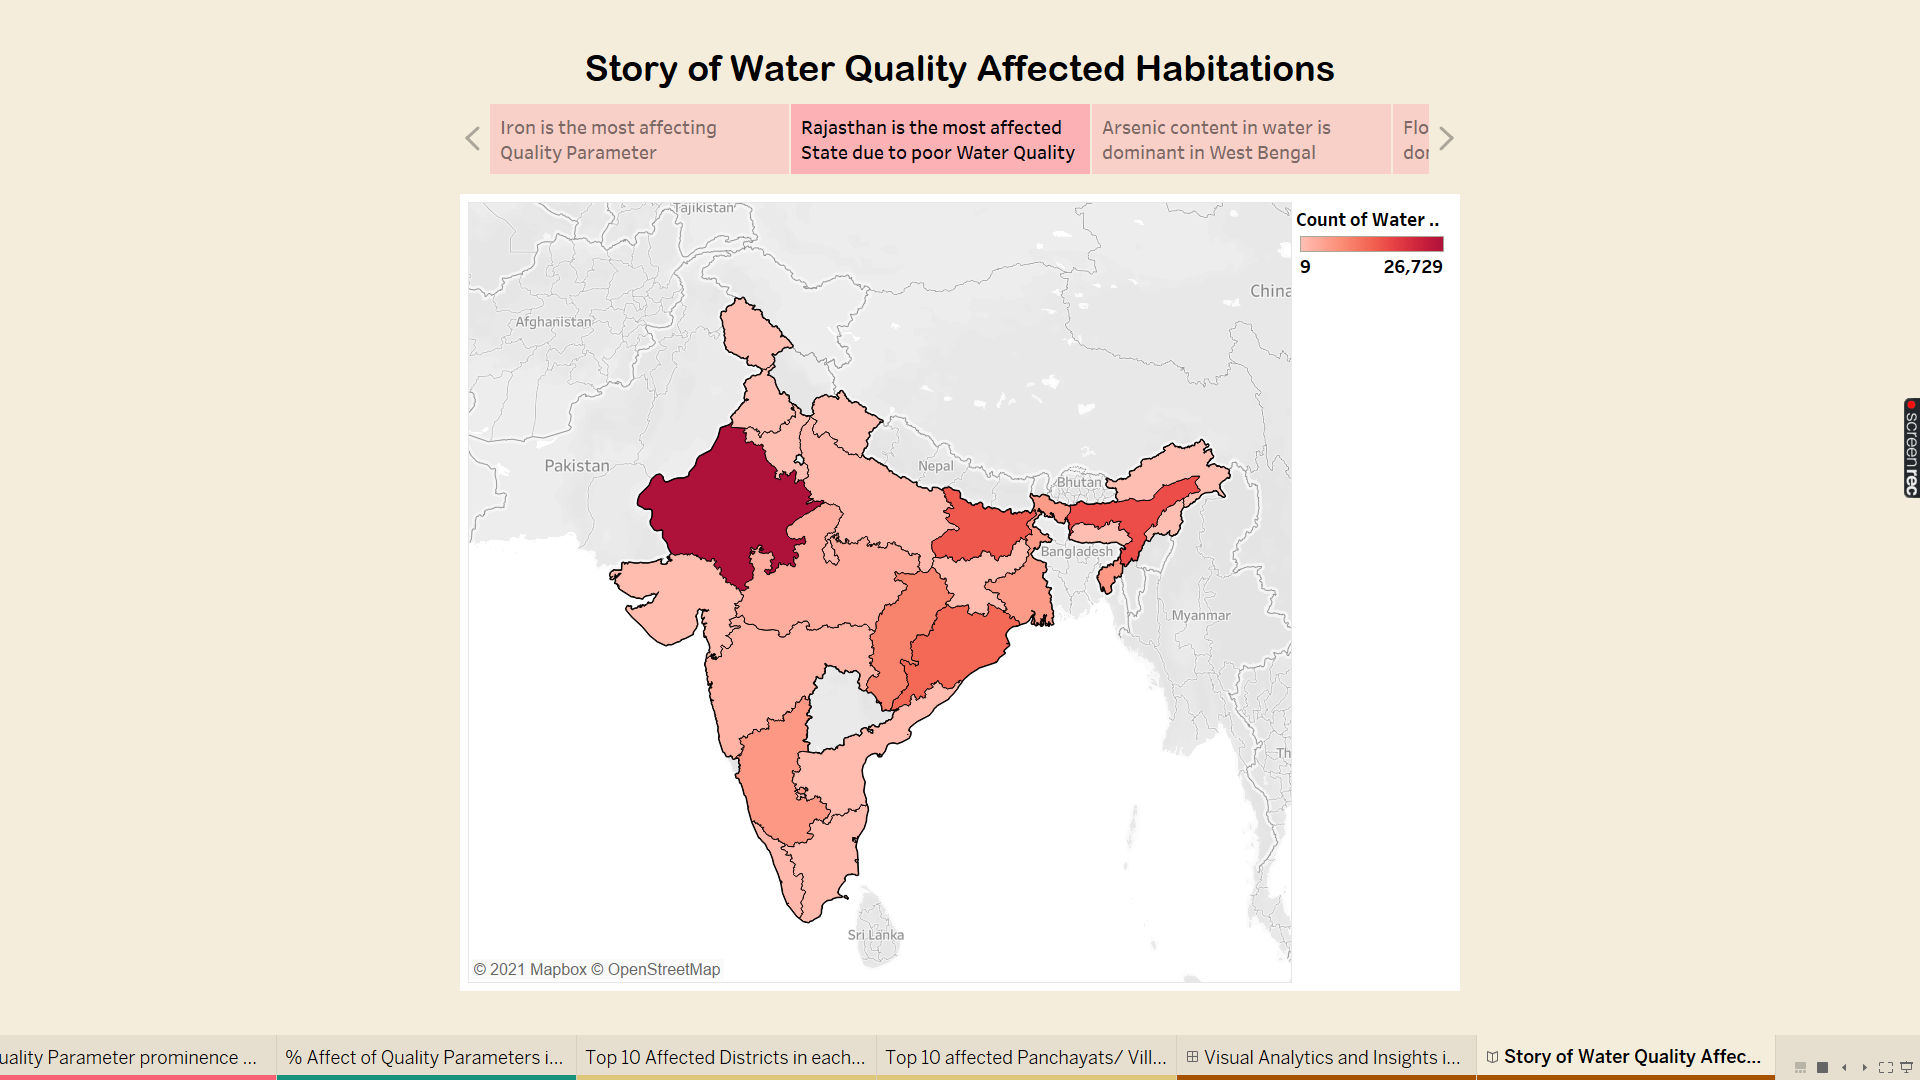 Story of Water Quality Affected Habitations
Iron is the most affecting
Quality Parameter
Rajasthan is the most affected
State due to poor Water Quality
Arsenic content in water is
dominant in West Bengal
Flo
dor
Count of Water ..
9 26,729
Tajikistan
China
Afghanistan
Pakistan
Nepal
Bhutan
Bangladesh
Myanmar
Th
Sri Lanka
© 2021 Mapbox © OpenStreetMap
screenrec
uality Parameter prominence ...
% Affect of Quality Parameters i...
Top 10 Affected Districts in each...
Top 10 affected Panchayats/ Vill...
Visual Analytics and Insights i...
Story of Water Quality Affec...